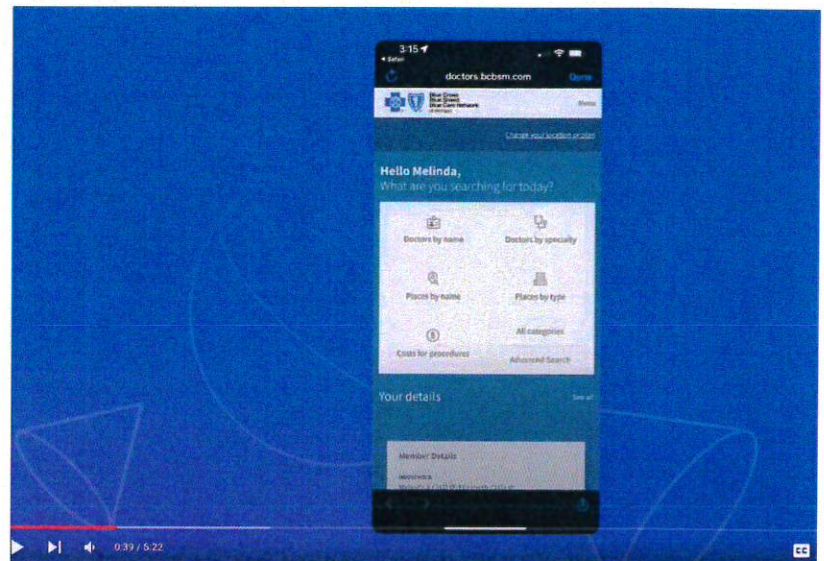 3:15
Safari
doctors.bcbsm.com
Done
Blue Cross
Blue Shield
Blue Care Network
of Michigan
Menu
Change your location or plan
Hello Melinda,
What are you searching for today?
Doctors by name
Doctors by specialty
Places by name
Places by type
Costs for procedures
All categories
Advanced Search
Your details
See all
Member Details
0:39 / 5:22
CC